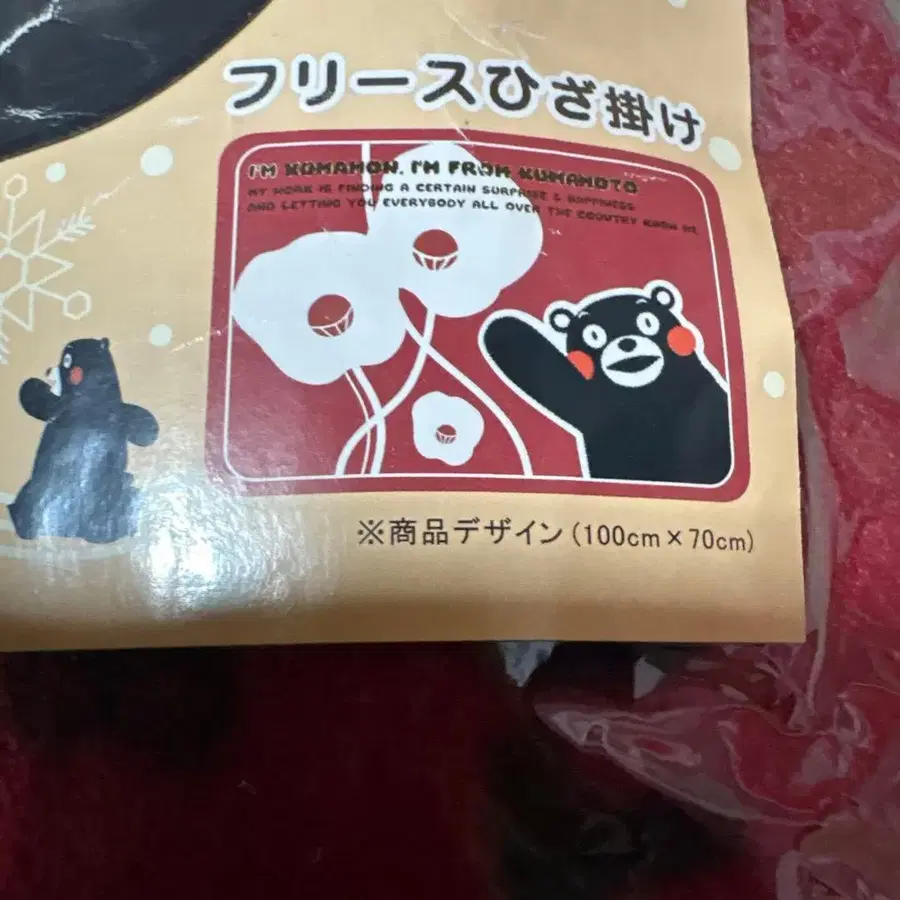 フリースひざ掛け
I'M KUMAMON. I'M FROM KUMAMOTO
MY WORK IS FINDING A CERTAIN SURPRISE & HAPPINESS
AND LETTING YOU EVERYBODY ALL OVER THE COUNTRY KNOW ME.
※商品デザイン(100cm×70cm)